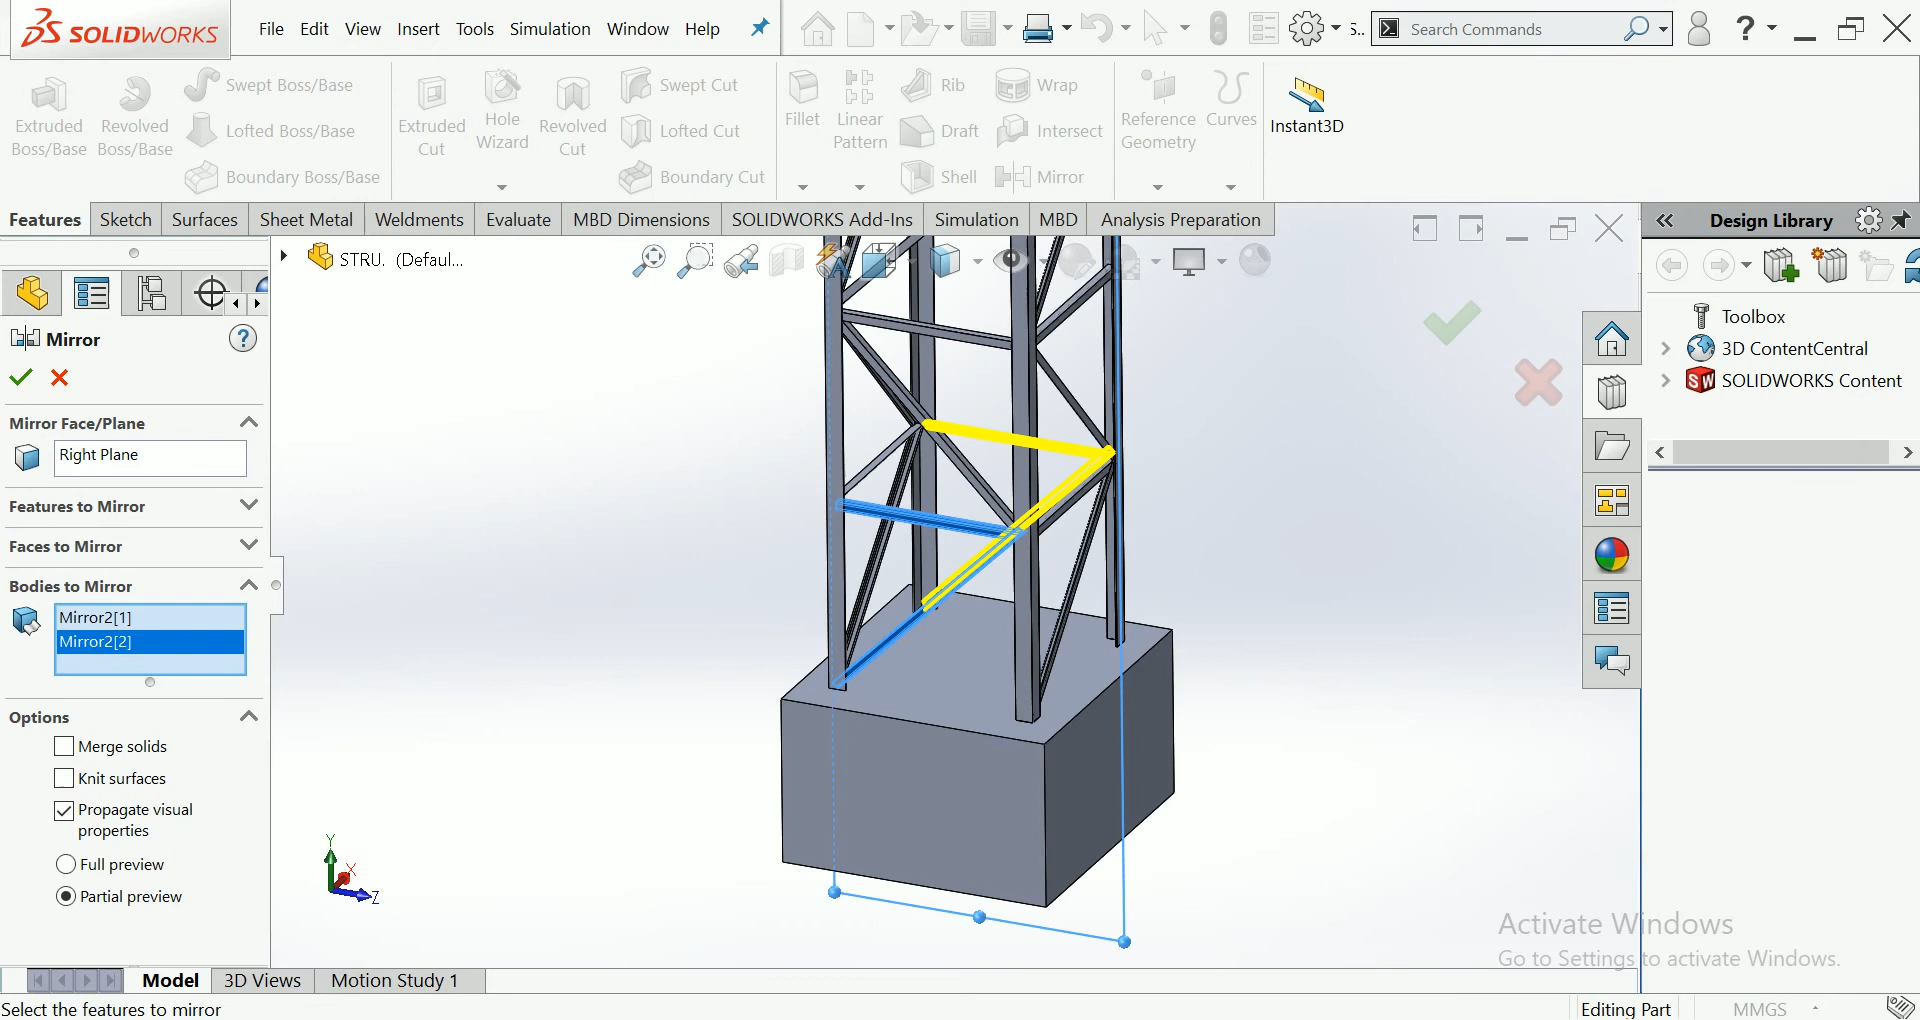 SOLIDWORKS
File Edit View Insert Tools Simulation Window Help
S..
Search Commands
Extruded Boss/Base
Revolved Boss/Base
Swept Boss/Base
Lofted Boss/Base
Boundary Boss/Base
Extruded Cut
Hole Wizard
Revolved Cut
Swept Cut
Lofted Cut
Boundary Cut
Fillet
Linear Pattern
Rib
Draft
Shell
Wrap
Intersect
Mirror
Reference Geometry
Curves
Instant3D
Features Sketch Surfaces Sheet Metal Weldments Evaluate MBD Dimensions SOLIDWORKS Add-Ins Simulation MBD Analysis Preparation
Design Library
STRU. (Defaul...
Toolbox
3D ContentCentral
SOLIDWORKS Content
Mirror
Mirror Face/Plane
Right Plane
Features to Mirror
Faces to Mirror
Bodies to Mirror
Mirror2[1]
Mirror2[2]
Options
Merge solids
Knit surfaces
Propagate visual
properties
Full preview
Partial preview
Y
X
Z
Activate Windows
Go to Settings to activate Windows.
Model 3D Views Motion Study 1
Select the features to mirror
Editing Part
MMGS